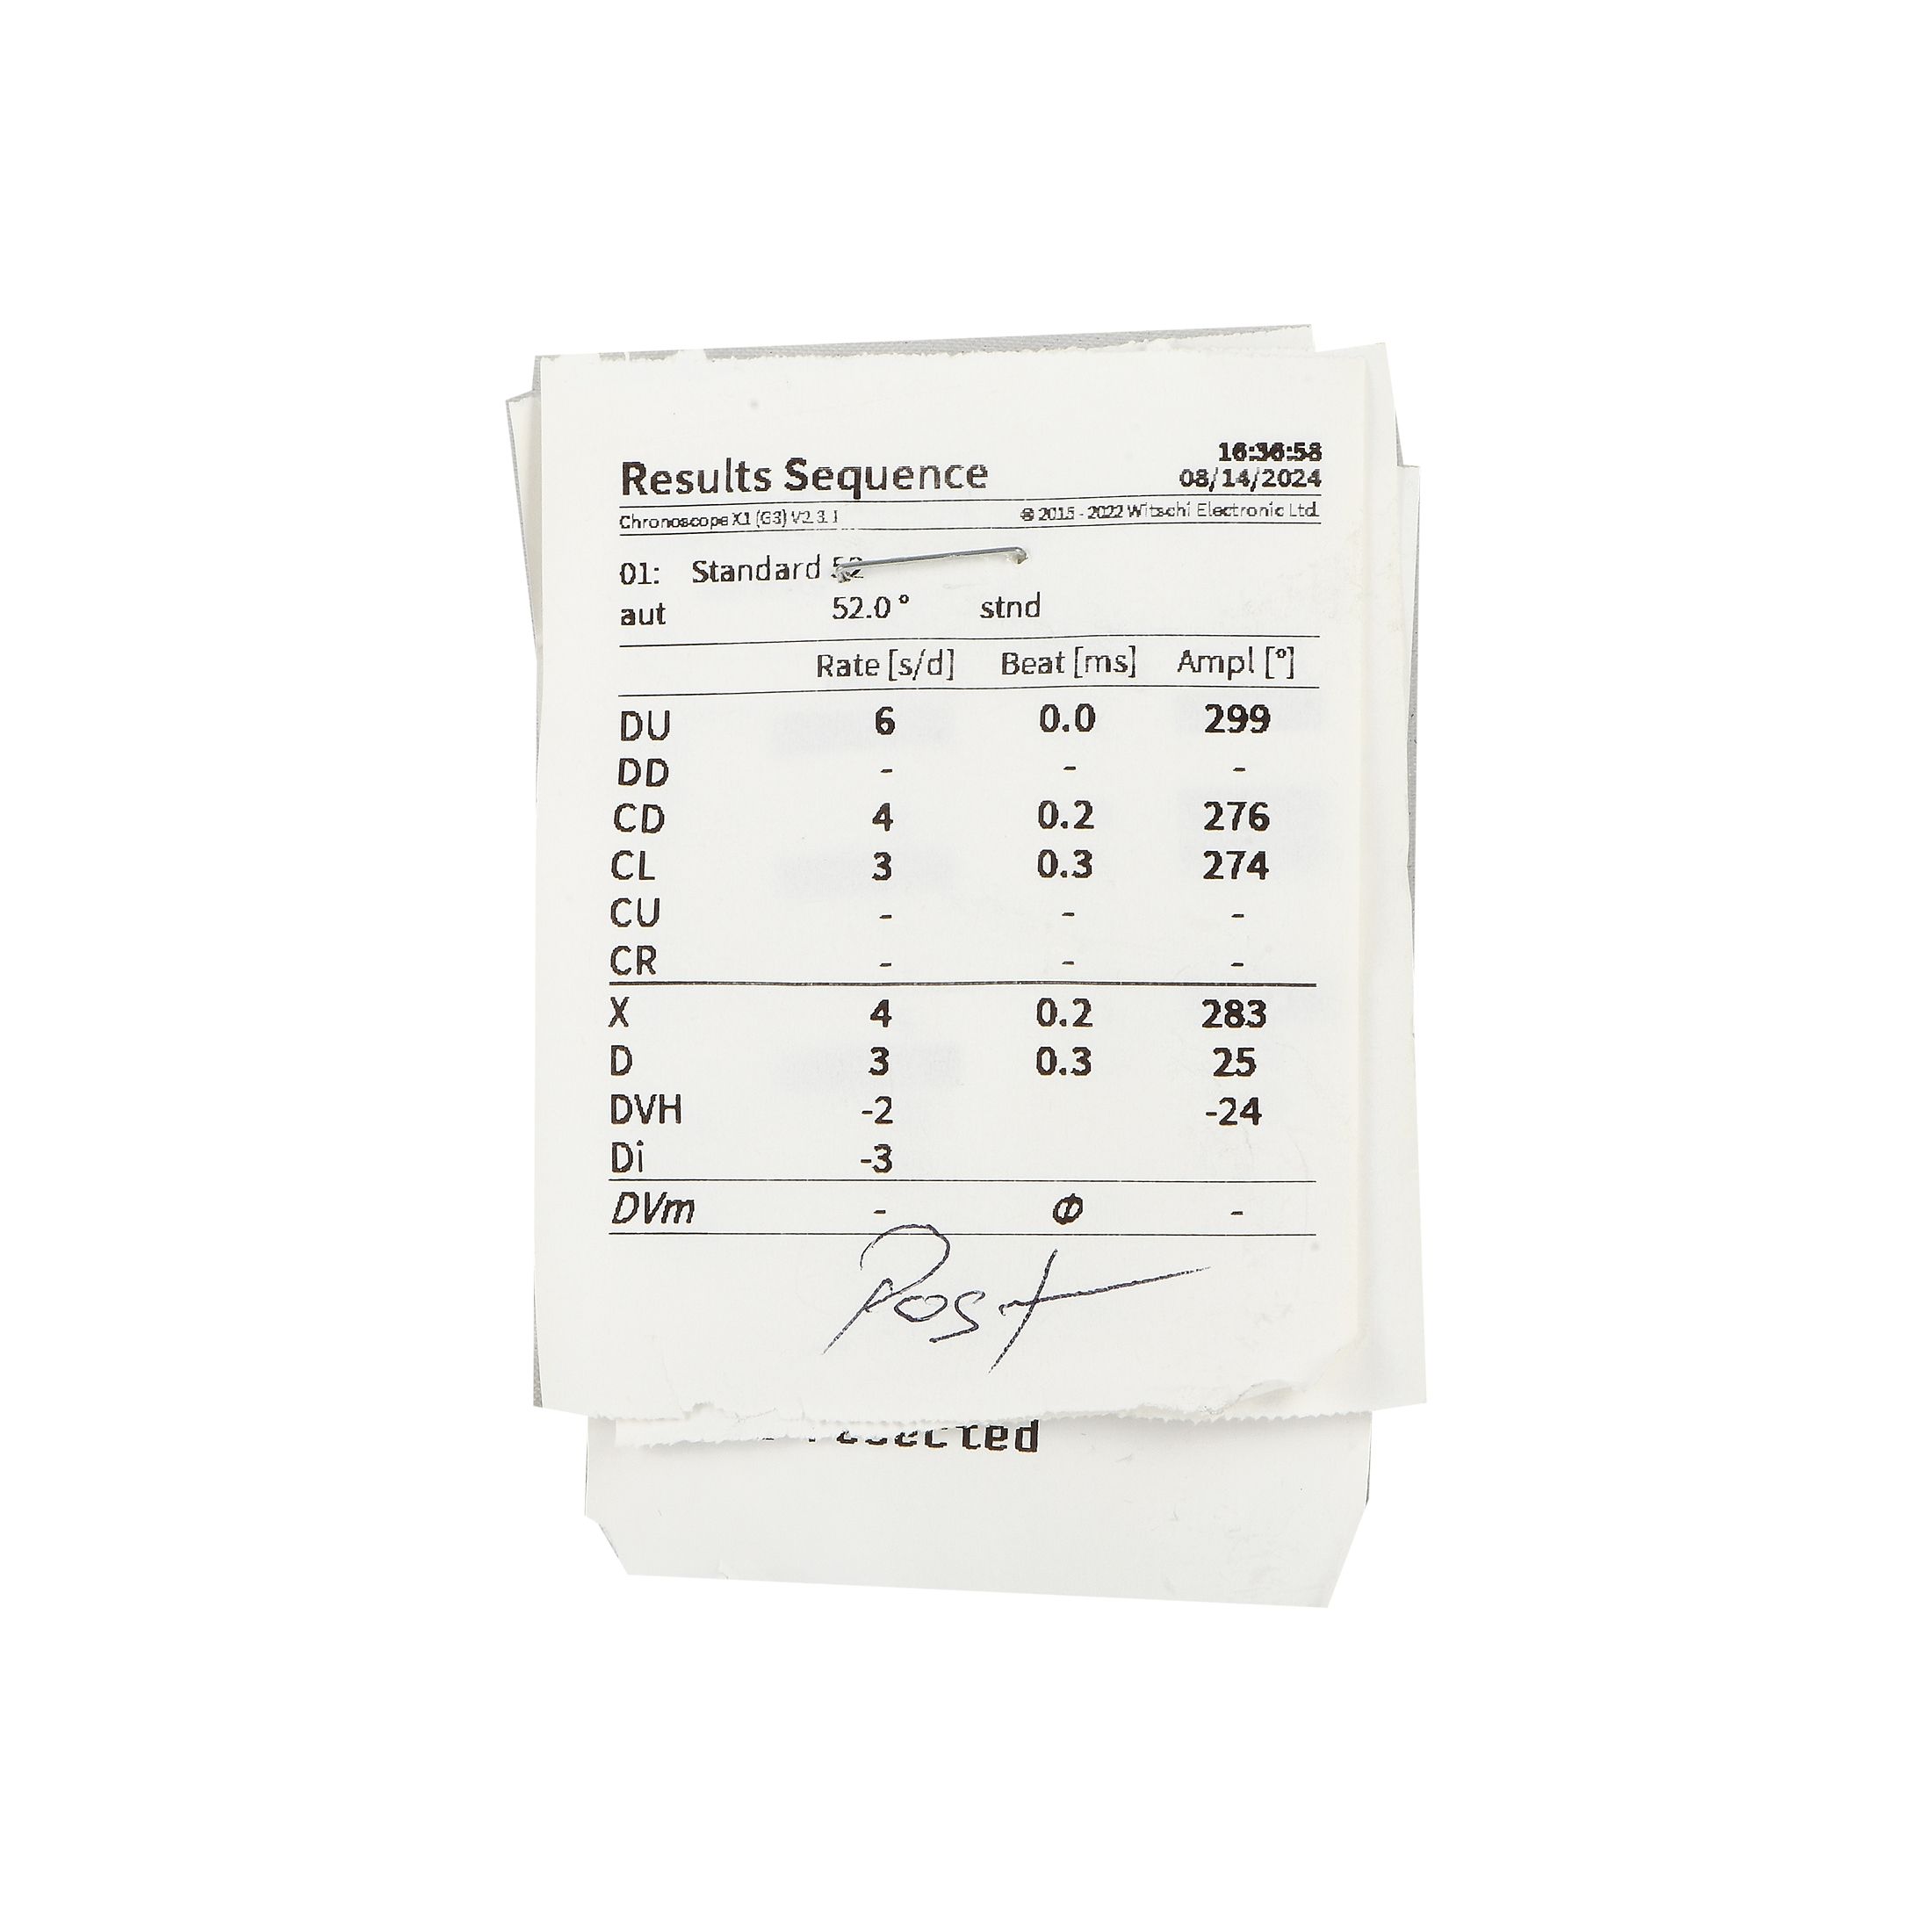 16:36:58
Results Sequence 08/14/2024
Chronoscope X1 (G3) V2.3.1 © 2015 - 2022 Witschi Electronic Ltd.
01: Standard 52
aut 52.0° stnd
Rate [s/d] Beat [ms] Ampl [°]
DU 6 0.0 299
DD - - -
CD 4 0.2 276
CL 3 0.3 274
CU - - -
CR - - -
X 4 0.2 283
D 3 0.3 25
DVH -2 -24
Di -3
DVm - Φ -
Post